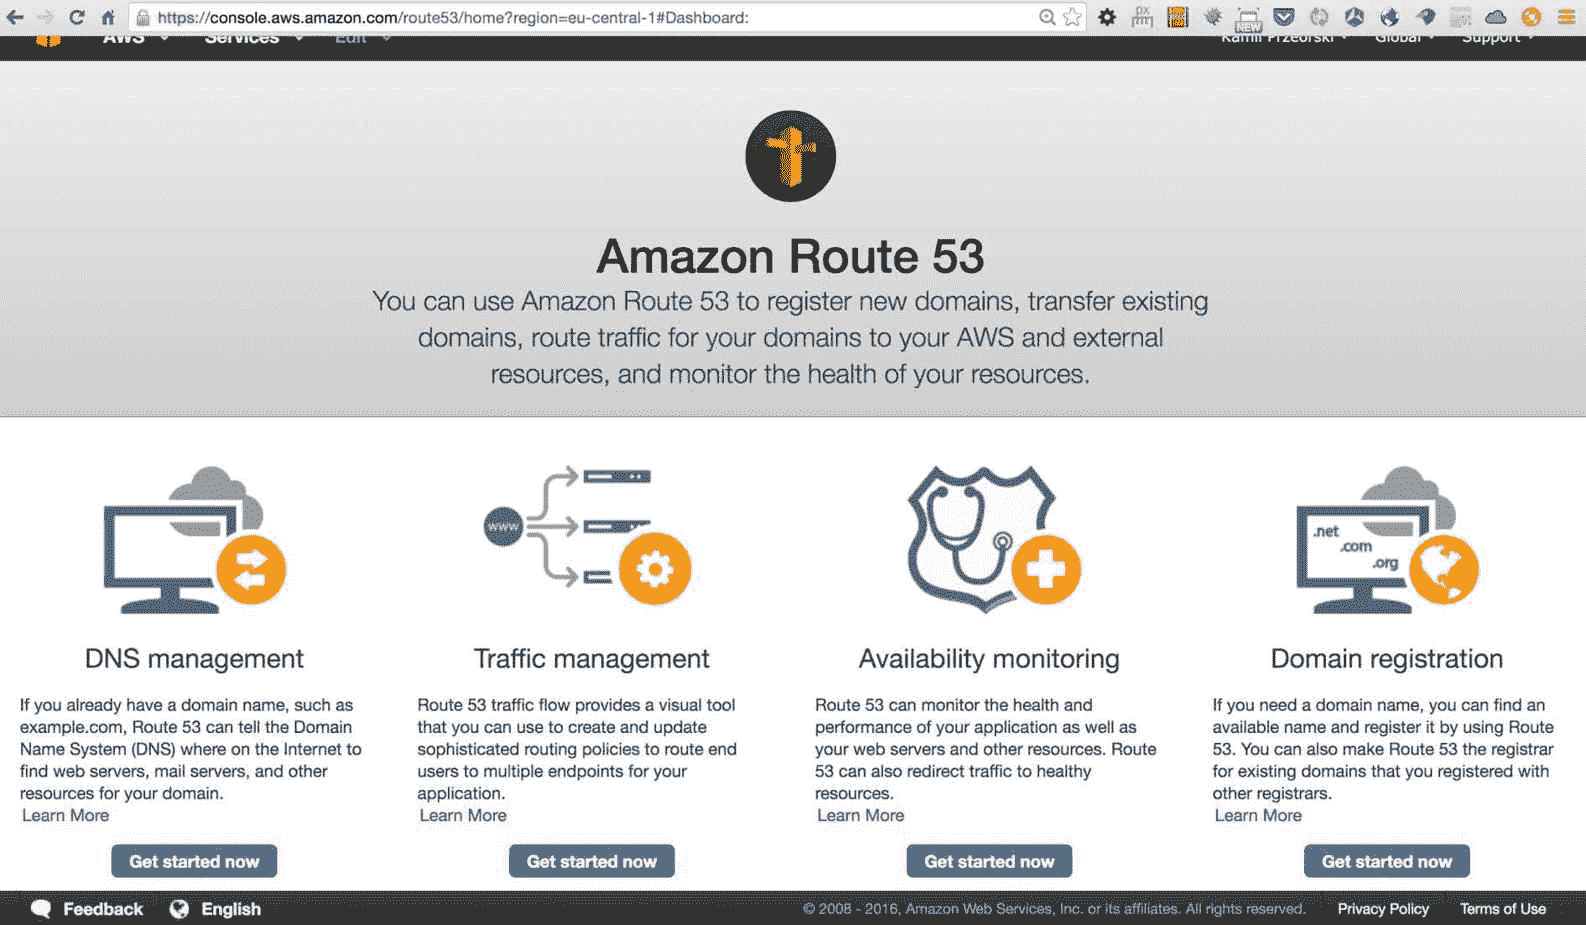 https://console.aws.amazon.com/route53/home?region=eu-central-1#Dashboard:
NEW
AWS Services Edit Kamil Przeorski Global Support
Amazon Route 53
You can use Amazon Route 53 to register new domains, transfer existing
domains, route traffic for your domains to your AWS and external
resources, and monitor the health of your resources.
www
.net
.com
.org
DNS management
If you already have a domain name, such as
example.com, Route 53 can tell the Domain
Name System (DNS) where on the Internet to
find web servers, mail servers, and other
resources for your domain.
Learn More
Get started now
Traffic management
Route 53 traffic flow provides a visual tool
that you can use to create and update
sophisticated routing policies to route end
users to multiple endpoints for your
application.
Learn More
Get started now
Availability monitoring
Route 53 can monitor the health and
performance of your application as well as
your web servers and other resources. Route
53 can also redirect traffic to healthy
resources.
Learn More
Get started now
Domain registration
If you need a domain name, you can find an
available name and register it by using Route
53. You can also make Route 53 the registrar
for existing domains that you registered with
other registrars.
Learn More
Get started now
Feedback English © 2008 - 2016, Amazon Web Services, Inc. or its affiliates. All rights reserved. Privacy Policy Terms of Use